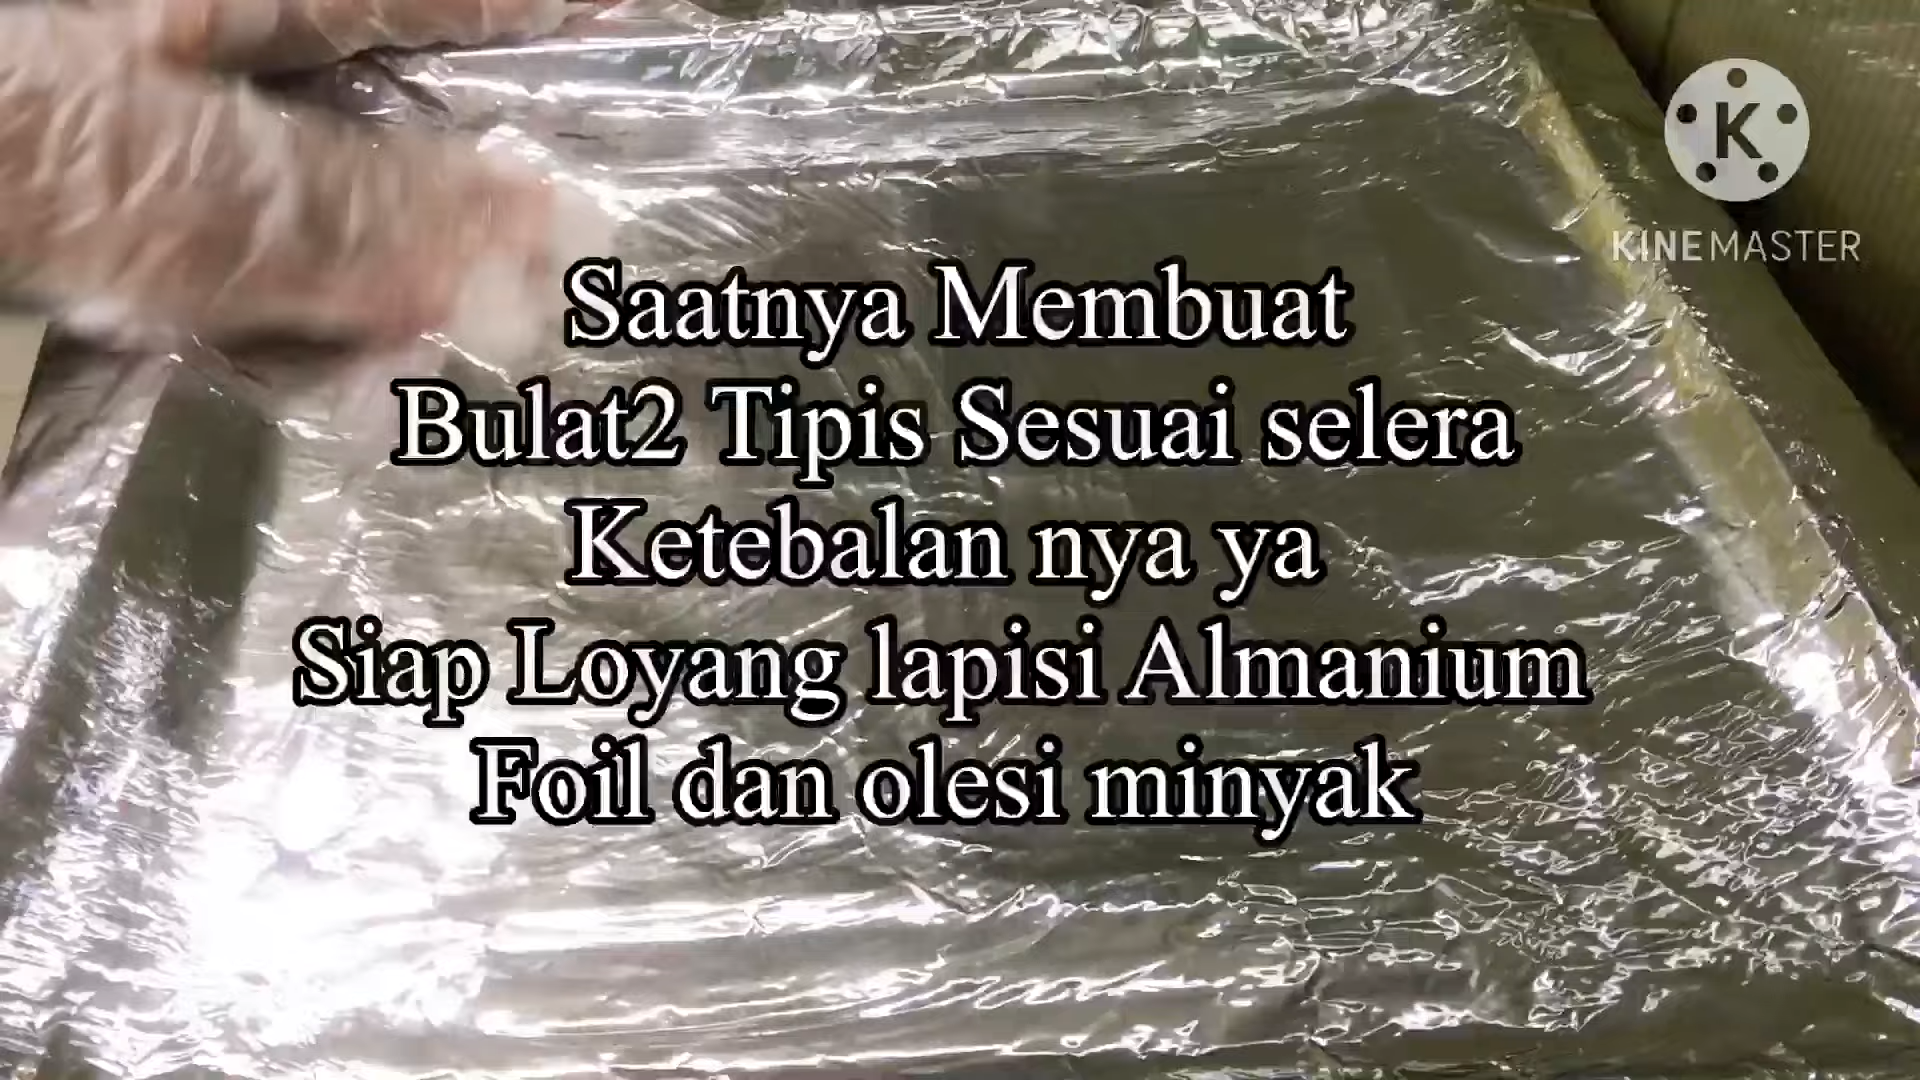 K
KINEMASTER
Saatnya Membuat
Bulat2 Tipis Sesuai selera
Ketebalan nya ya
Siap Loyang lapisi Almanium
Foil dan olesi minyak